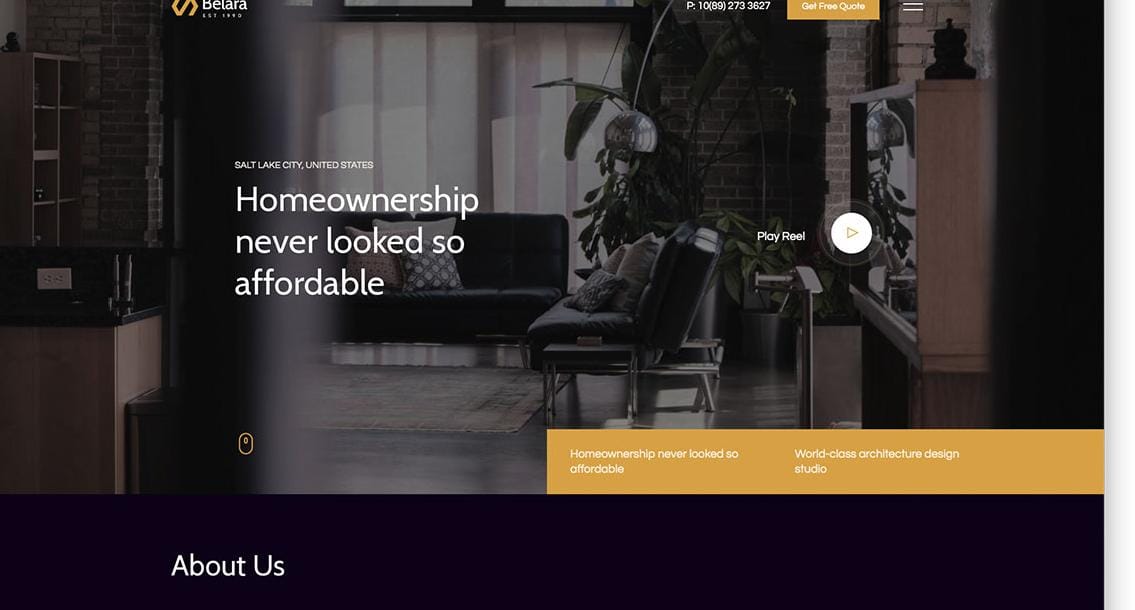 Belara
EST 1990
P: 10(89) 273 3627
Get Free Quote
SALT LAKE CITY, UNITED STATES
Homeownership
never looked so
affordable
Play Reel
Homeownership never looked so
affordable
World-class architecture design
studio
About Us